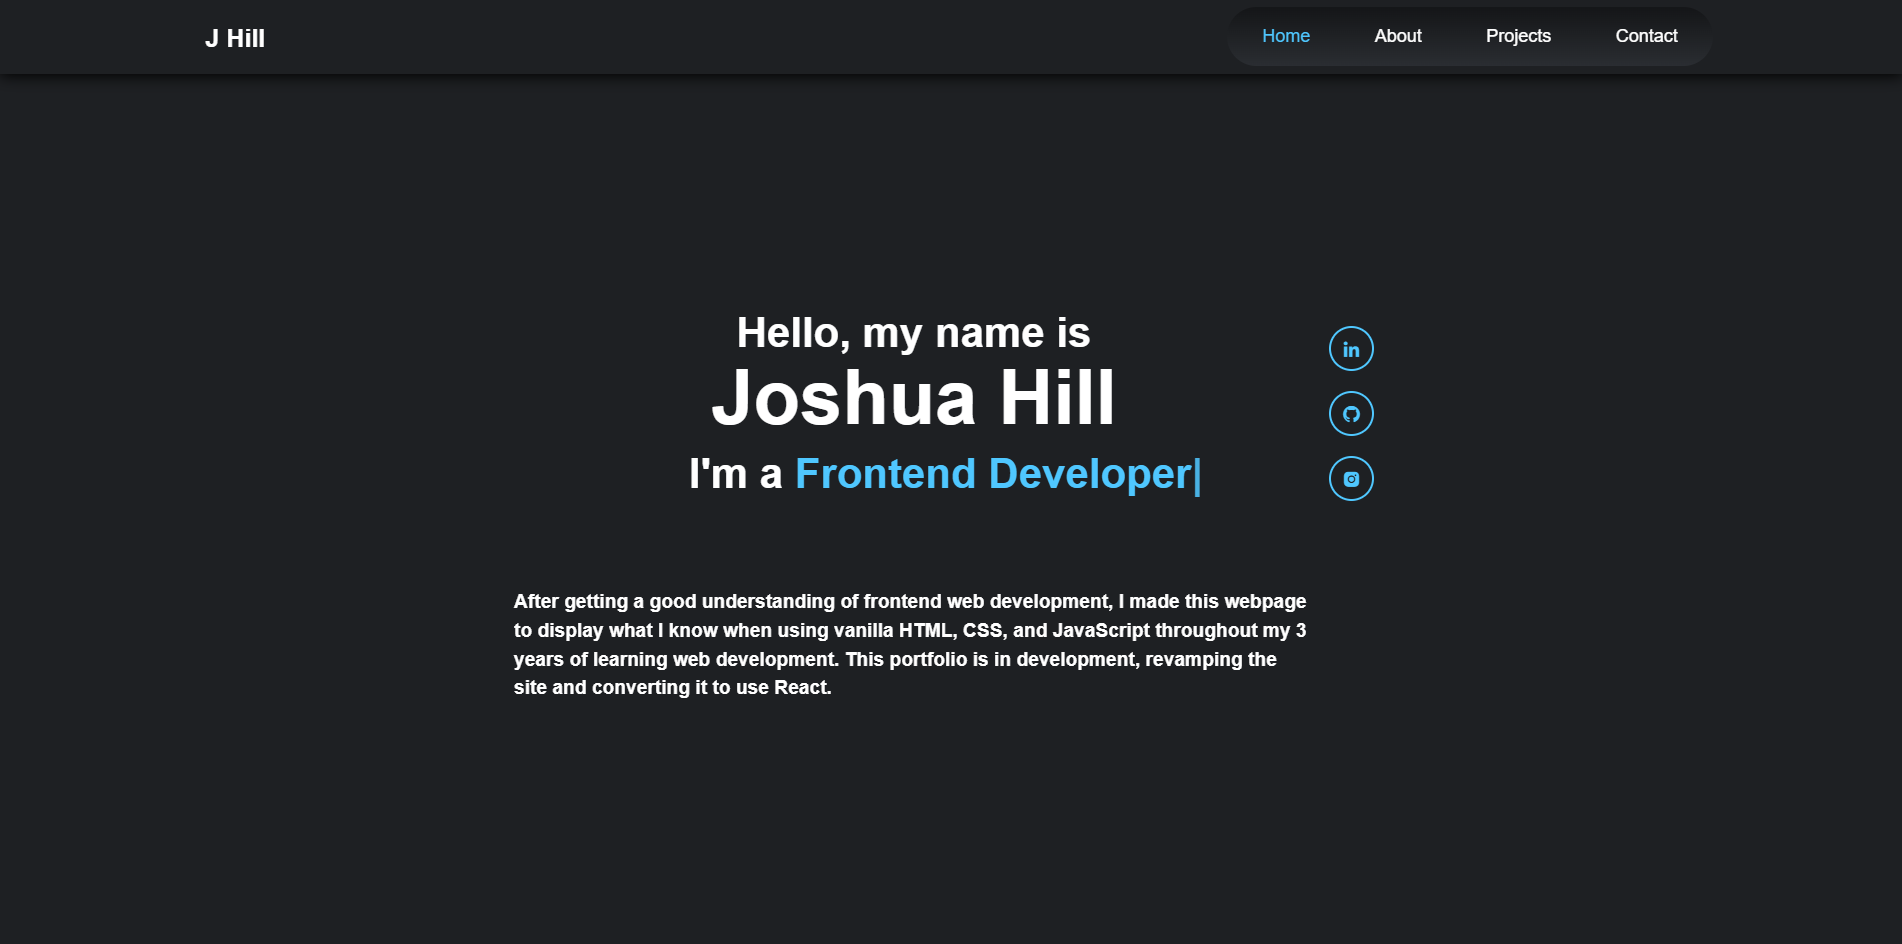 J Hill
Home
About
Projects
Contact
Hello, my name is
Joshua Hill
I'm a Frontend Developer|
After getting a good understanding of frontend web development, I made this webpage
to display what I know when using vanilla HTML, CSS, and JavaScript throughout my 3
years of learning web development. This portfolio is in development, revamping the
site and converting it to use React.